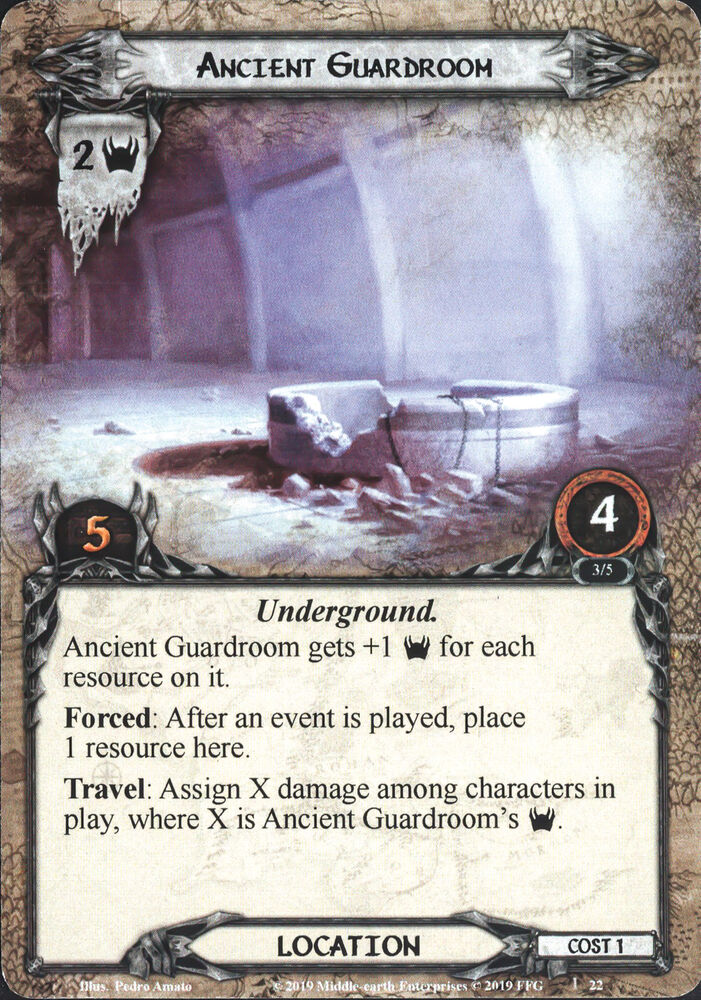 ANCIENT GUARDROOM
2
5
4
3/5
Underground.
Ancient Guardroom gets +1 for each
resource on it.
Forced: After an event is played, place
1 resource here.
Travel: Assign X damage among characters in
play, where X is Ancient Guardroom's .
LOCATION
COST 1
Illus. Pedro Amato
© 2019 Middle-earth Enterprises © 2019 FFG
1 22